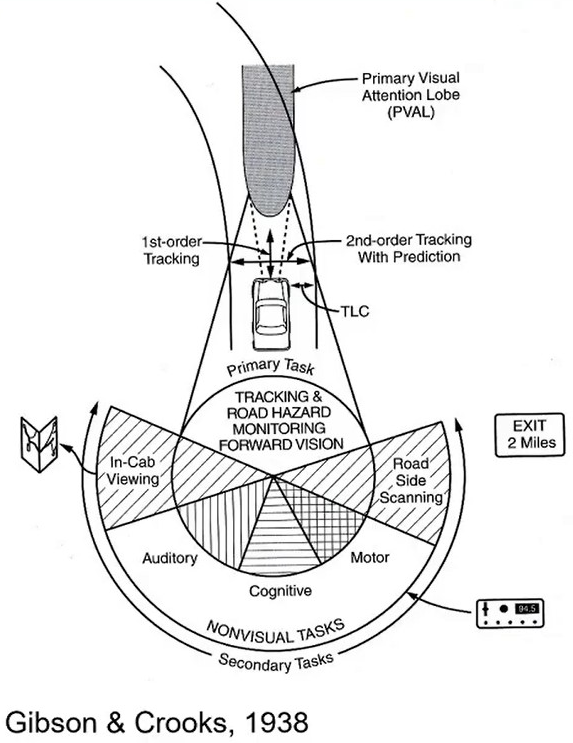 Primary Visual
Attention Lobe
(PVAL)
1st-order
Tracking
2nd-order Tracking
With Prediction
TLC
Primary Task
TRACKING &
ROAD HAZARD
MONITORING
FORWARD VISION
EXIT
2 Miles
In-Cab
Viewing
Road
Side
Scanning
Auditory
Motor
Cognitive
94.5
NONVISUAL TASKS
Secondary Tasks
Gibson & Crooks, 1938